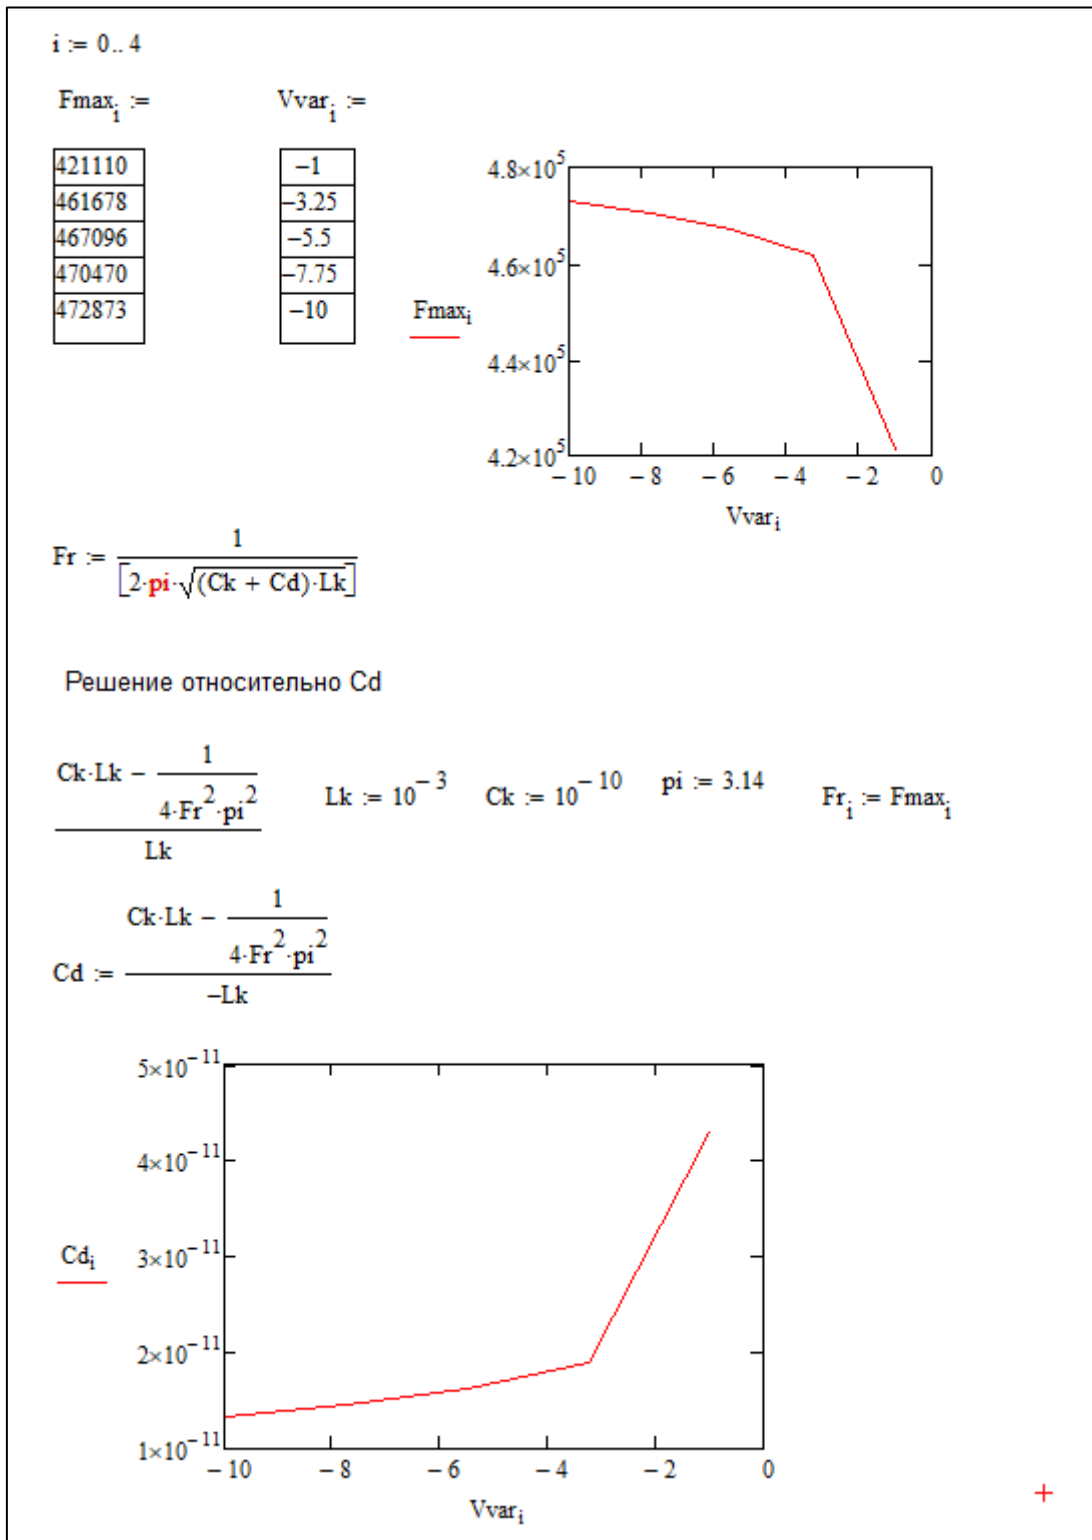 i := 0.. 4
Fmax_i := Vvar_i :=
421110 −1
461678 −3.25
467096 −5.5
470470 −7.75
472873 −10
4.8×10^5
4.6×10^5
4.4×10^5
4.2×10^5
Fmax_i
−10 −8 −6 −4 −2 0
Vvar_i
Fr := 1 / [2·pi·√((Ck + Cd)·Lk)]
Решение относительно Cd
(Ck·Lk − 1 / (4·Fr^2·pi^2)) / Lk Lk := 10^−3 Ck := 10^−10 pi := 3.14 Fr_i := Fmax_i
Cd := (Ck·Lk − 1 / (4·Fr^2·pi^2)) / −Lk
5×10^−11
4×10^−11
3×10^−11
2×10^−11
1×10^−11
Cd_i
−10 −8 −6 −4 −2 0
Vvar_i
+